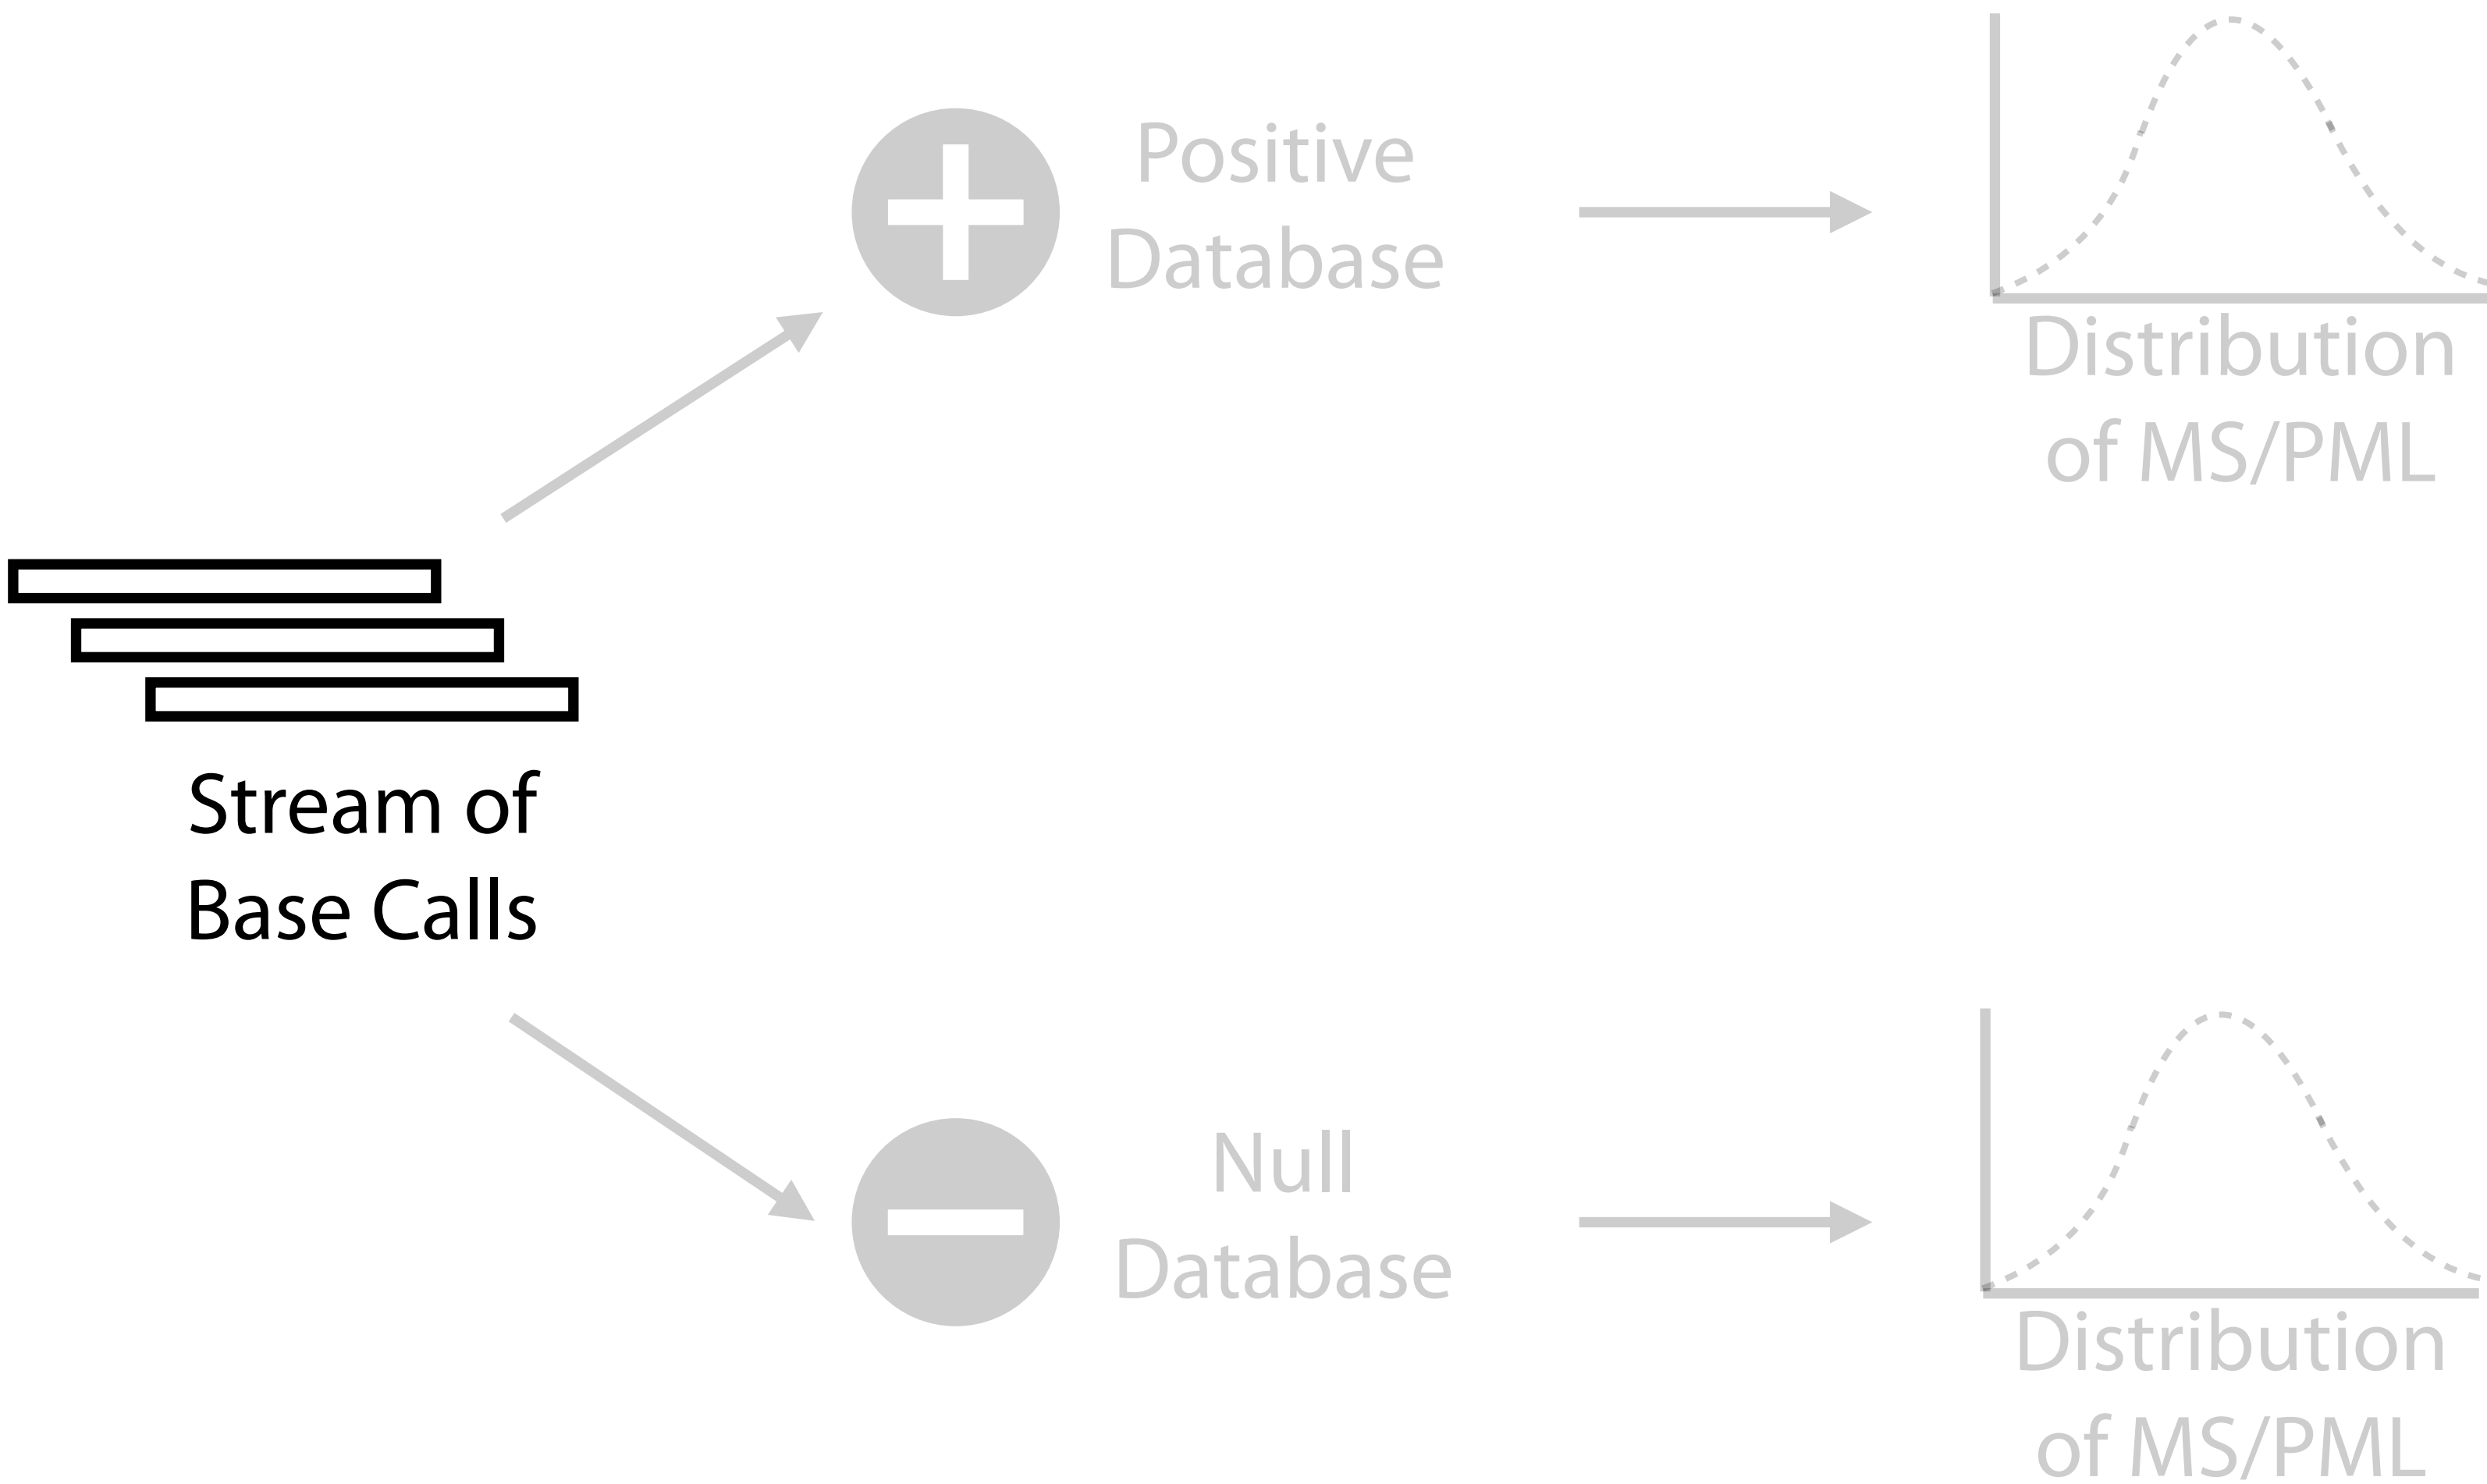 Positive
Database
Distribution
of MS/PML
Stream of
Base Calls
Null
Database
Distribution
of MS/PML